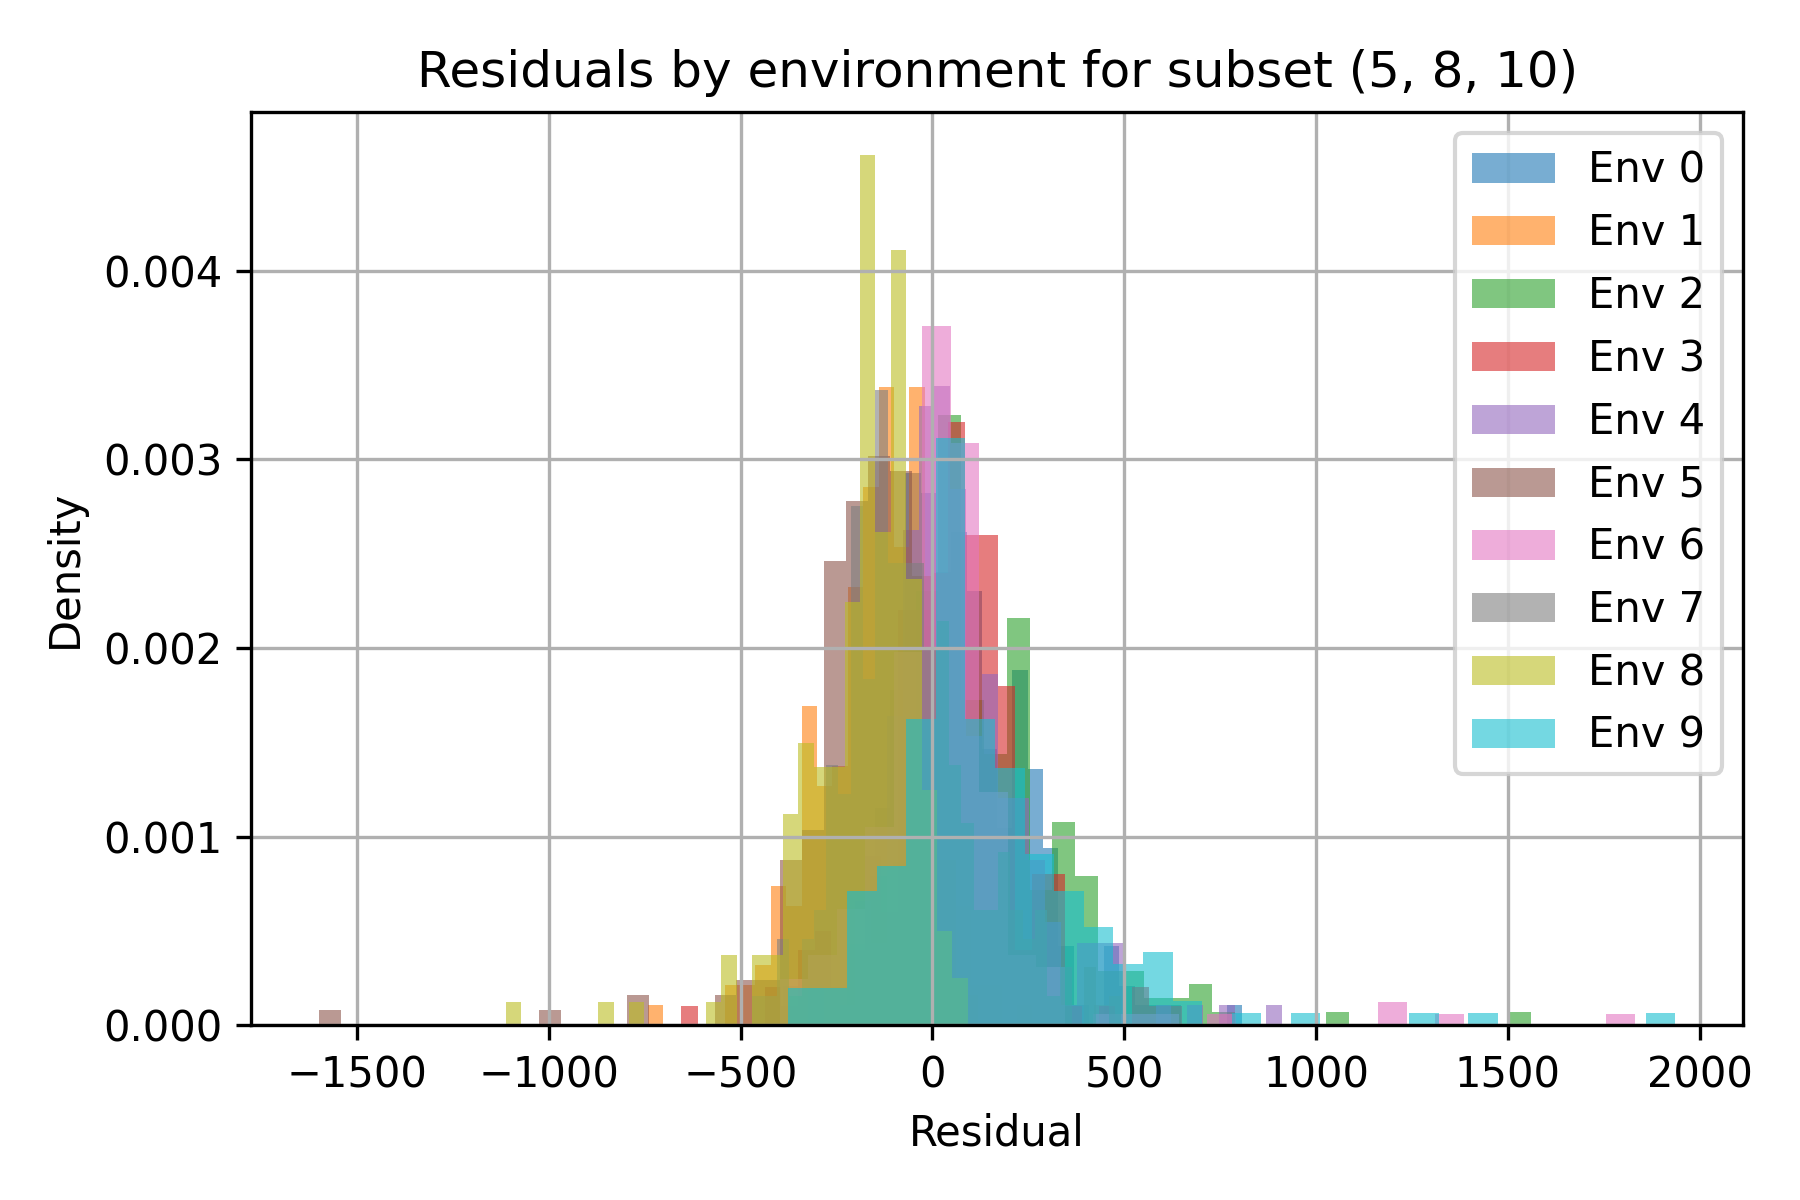 Residuals by environment for subset (5, 8, 10)
Density
0.004
0.003
0.002
0.001
0.000
−1500 −1000 −500 0 500 1000 1500 2000
Residual
Env 0
Env 1
Env 2
Env 3
Env 4
Env 5
Env 6
Env 7
Env 8
Env 9